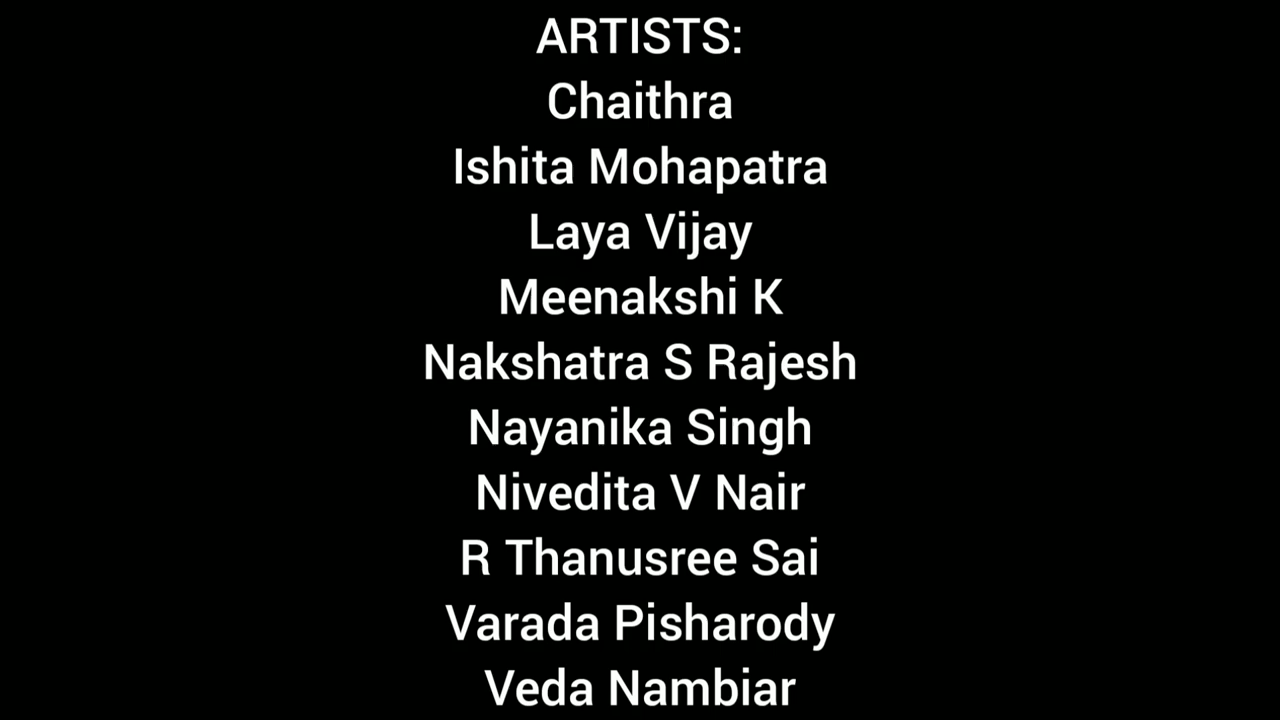 ARTISTS:
Chaithra
Ishita Mohapatra
Laya Vijay
Meenakshi K
Nakshatra S Rajesh
Nayanika Singh
Nivedita V Nair
R Thanusree Sai
Varada Pisharody
Veda Nambiar